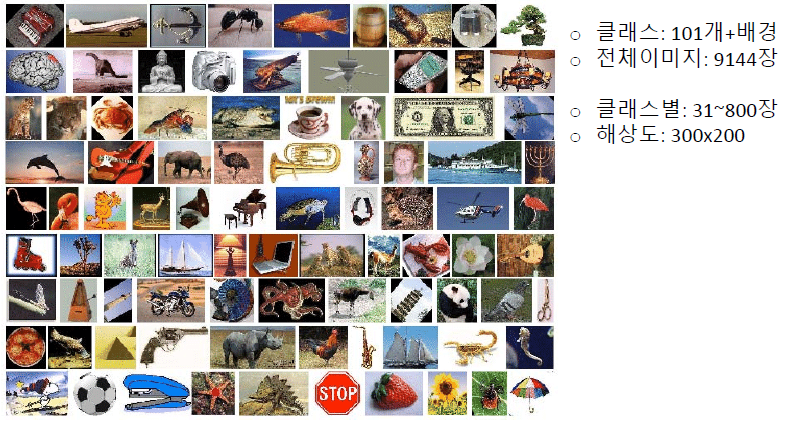 ○ 클래스: 101개+배경
○ 전체이미지: 9144장
○ 클래스별: 31~800장
○ 해상도: 300x200
STOP